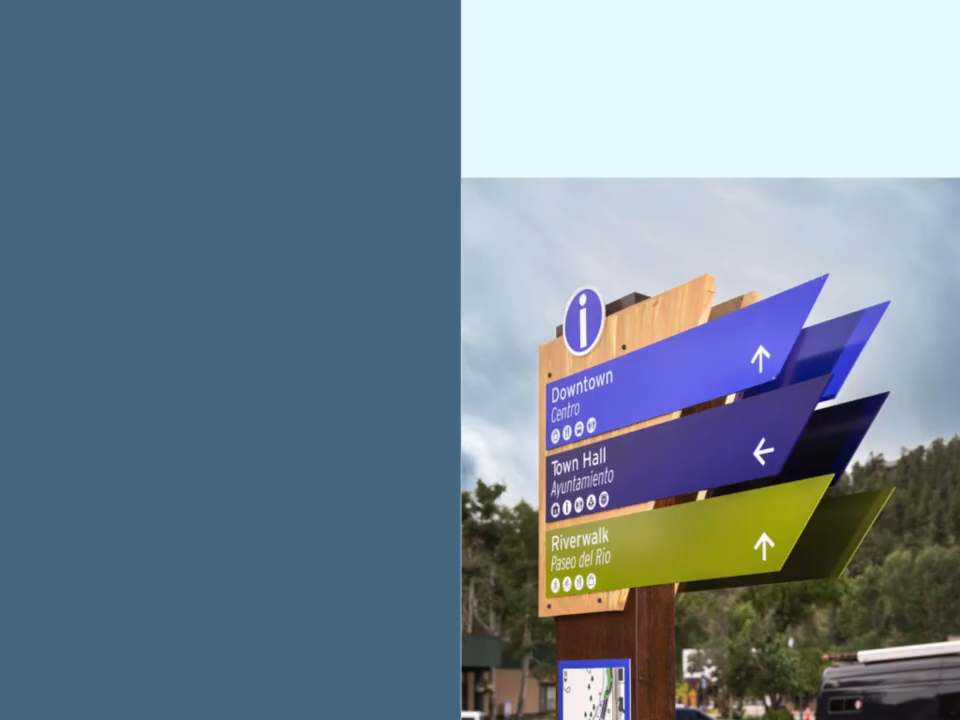 i
Downtown
Centro
Town Hall
Ayuntamiento
Riverwalk
Paseo del Rio